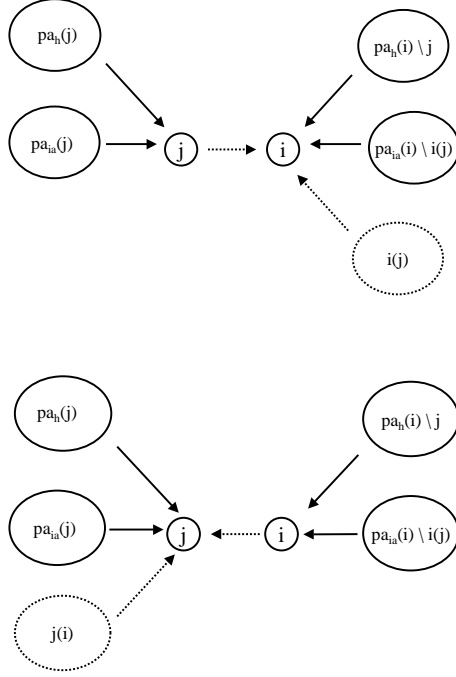 pa_h(j)
pa_h(i) \ j
pa_ia(j)
j
i
pa_ia(i) \ i(j)
i(j)
pa_h(j)
pa_h(i) \ j
pa_ia(j)
j
i
pa_ia(i) \ i(j)
j(i)